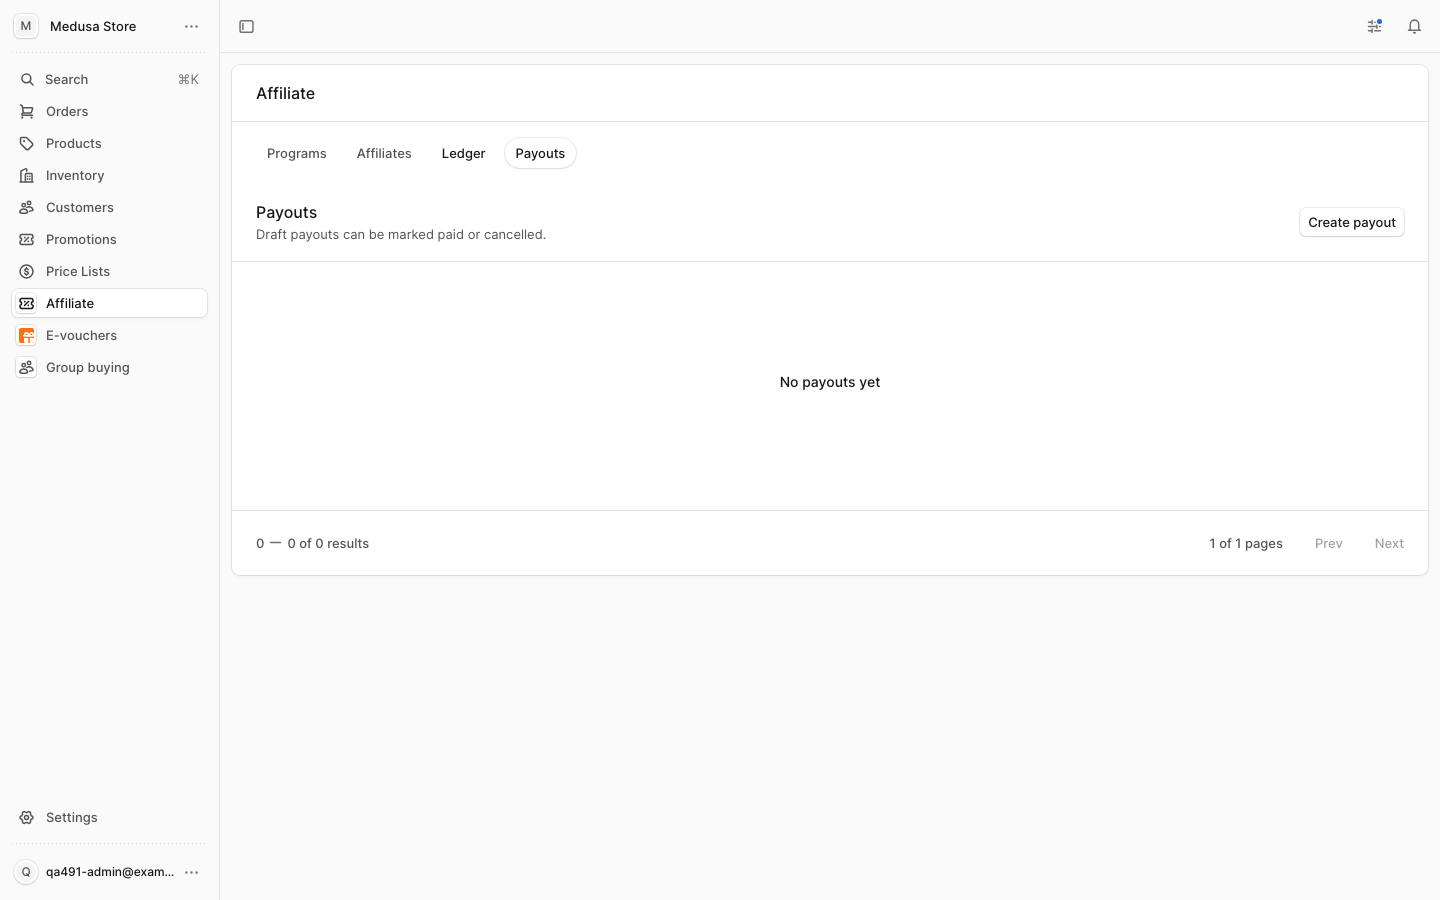 M Medusa Store
Search ⌘K
Orders
Products
Inventory
Customers
Promotions
Price Lists
Affiliate
E-vouchers
Group buying
Settings
Q qa491-admin@exam...
Affiliate
Programs Affiliates Ledger Payouts
Payouts
Draft payouts can be marked paid or cancelled.
Create payout
No payouts yet
0 — 0 of 0 results
1 of 1 pages Prev Next